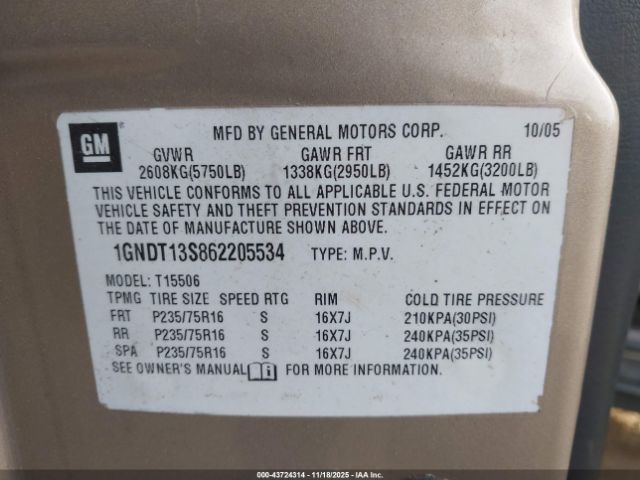 GM
MFD BY GENERAL MOTORS CORP. 10/05
GVWR GAWR FRT GAWR RR
2608KG(5750LB) 1338KG(2950LB) 1452KG(3200LB)
THIS VEHICLE CONFORMS TO ALL APPLICABLE U.S. FEDERAL MOTOR
VEHICLE SAFETY AND THEFT PREVENTION STANDARDS IN EFFECT ON
THE DATE OF MANUFACTURE SHOWN ABOVE.
1GNDT13S862205534 TYPE: M.P.V.
MODEL: T15506
TPMG TIRE SIZE SPEED RTG RIM COLD TIRE PRESSURE
FRT P235/75R16 S 16X7J 210KPA(30PSI)
RR P235/75R16 S 16X7J 240KPA(35PSI)
SPA P235/75R16 S 16X7J 240KPA(35PSI)
SEE OWNER'S MANUAL FOR MORE INFORMATION.
000-43724314 | 11/18/2025 - IAA Inc.